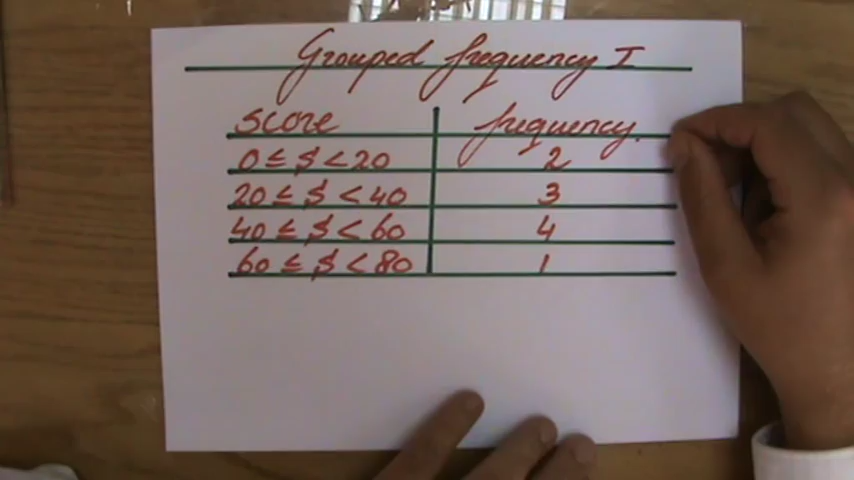 Grouped frequency I
score frequency.
0 ≤ s < 20 2
20 ≤ s < 40 3
40 ≤ s < 60 4
60 ≤ s < 80 1